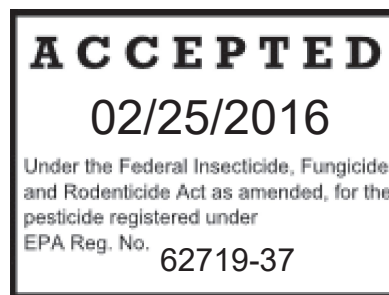 ACCEPTED
02/25/2016
Under the Federal Insecticide, Fungicide
and Rodenticide Act as amended, for the
pesticide registered under
EPA Reg. No. 62719-37